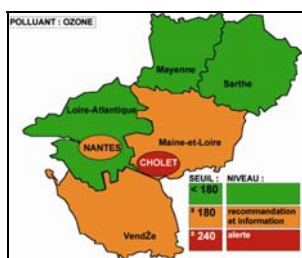 POLLUANT : OZONE
Mayenne
Sarthe
Loire-Atlantique
NANTES
Maine-et-Loire
CHOLET
VendŽe
SEUIL : NIVEAU :
< 180
³ 180 recommandation
et information
³ 240 alerte